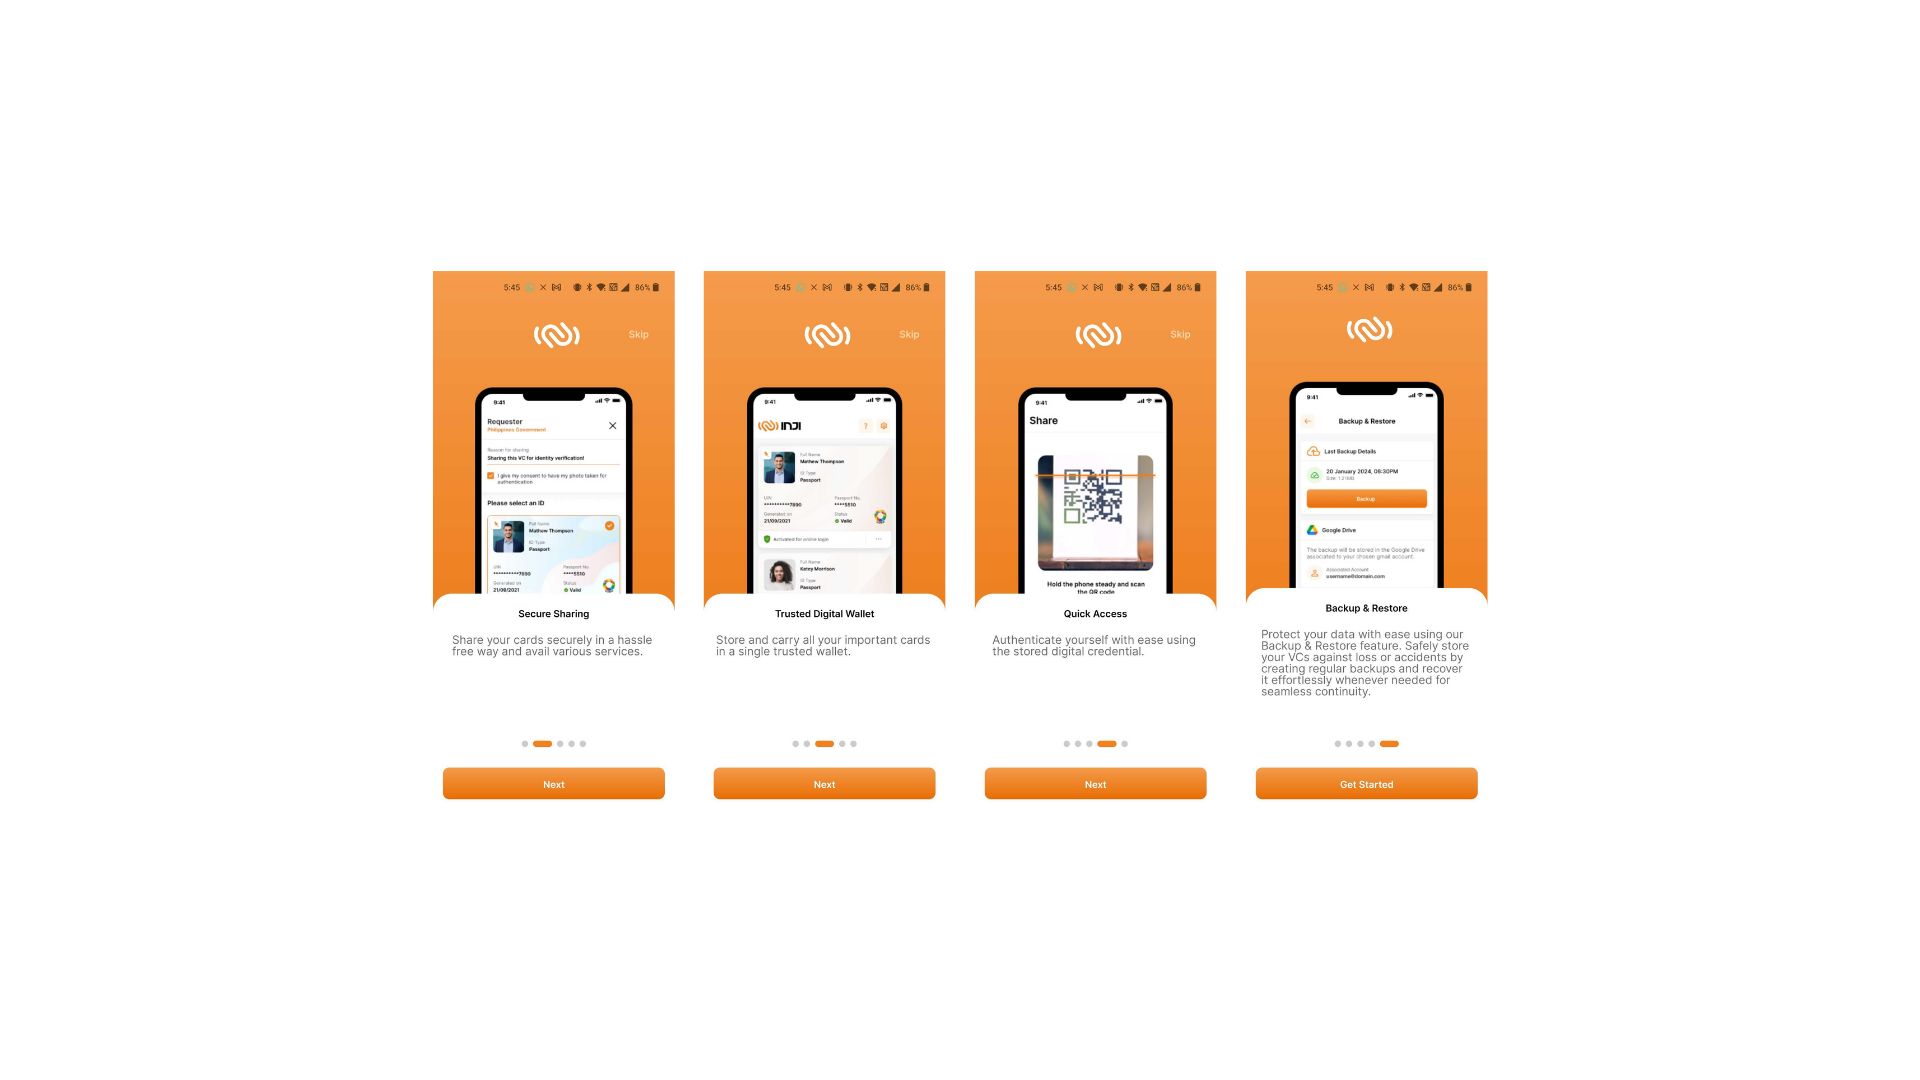 5:45 86%
Skip
9:41
Requester
Philippines Government
Reason for sharing
Sharing this VC for identity verification!
I give my consent to have my photo taken for
authentication
Please select an ID
Full Name
Mathew Thompson
ID Type
Passport
UIN
**********7890
Passport No.
****5510
Generated on
21/09/2021
Status
Valid
Secure Sharing
Share your cards securely in a hassle
free way and avail various services.
Next
5:45 86%
Skip
9:41
INJI
?
Full Name
Mathew Thompson
ID Type
Passport
UIN
**********7890
Passport No.
****5510
Generated on
21/09/2021
Status
Valid
Activated for online login
Full Name
Katey Morrison
ID Type
Passport
Trusted Digital Wallet
Store and carry all your important cards
in a single trusted wallet.
Next
5:45 86%
Skip
9:41
Share
Hold the phone steady and scan
the QR code
Quick Access
Authenticate yourself with ease using
the stored digital credential.
Next
5:45 86%
9:41
Backup & Restore
Last Backup Details
20 January 2024, 08:30PM
Backup
Google Drive
The backup will be stored in the Google Drive
associated to your chosen gmail account.
Associated Account
username@domain.com
Backup & Restore
Protect your data with ease using our
Backup & Restore feature. Safely store
your VCs against loss or accidents by
creating regular backups and recover
it effortlessly whenever needed for
seamless continuity.
Get Started